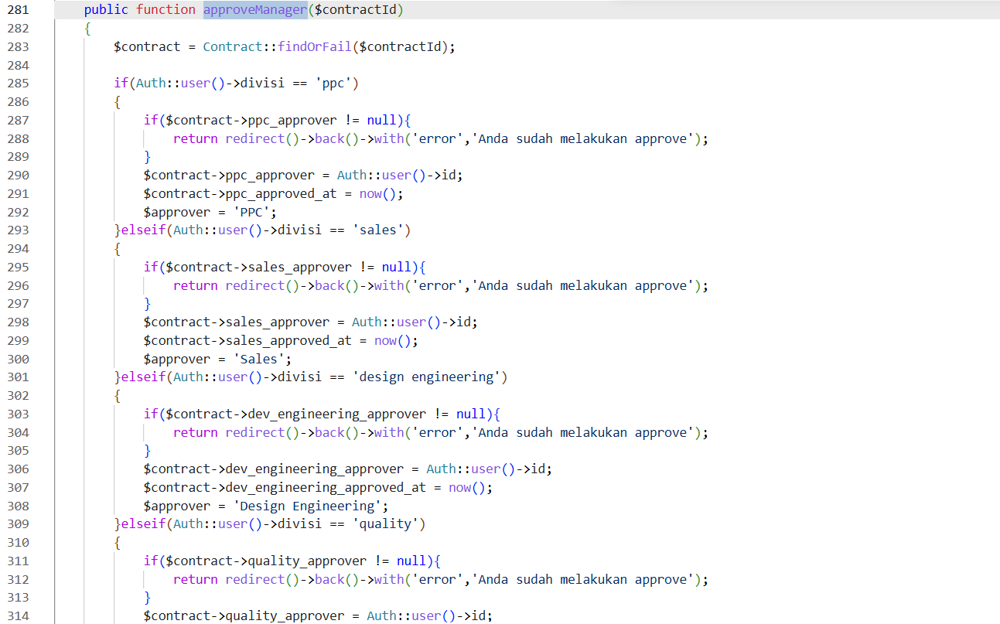 281 public function approveManager($contractId)
282 {
283 $contract = Contract::findOrFail($contractId);
284
285 if(Auth::user()->divisi == 'ppc')
286 {
287 if($contract->ppc_approver != null){
288 return redirect()->back()->with('error','Anda sudah melakukan approve');
289 }
290 $contract->ppc_approver = Auth::user()->id;
291 $contract->ppc_approved_at = now();
292 $approver = 'PPC';
293 }elseif(Auth::user()->divisi == 'sales')
294 {
295 if($contract->sales_approver != null){
296 return redirect()->back()->with('error','Anda sudah melakukan approve');
297 }
298 $contract->sales_approver = Auth::user()->id;
299 $contract->sales_approved_at = now();
300 $approver = 'Sales';
301 }elseif(Auth::user()->divisi == 'design engineering')
302 {
303 if($contract->dev_engineering_approver != null){
304 return redirect()->back()->with('error','Anda sudah melakukan approve');
305 }
306 $contract->dev_engineering_approver = Auth::user()->id;
307 $contract->dev_engineering_approved_at = now();
308 $approver = 'Design Engineering';
309 }elseif(Auth::user()->divisi == 'quality')
310 {
311 if($contract->quality_approver != null){
312 return redirect()->back()->with('error','Anda sudah melakukan approve');
313 }
314 $contract->quality_approver = Auth::user()->id;